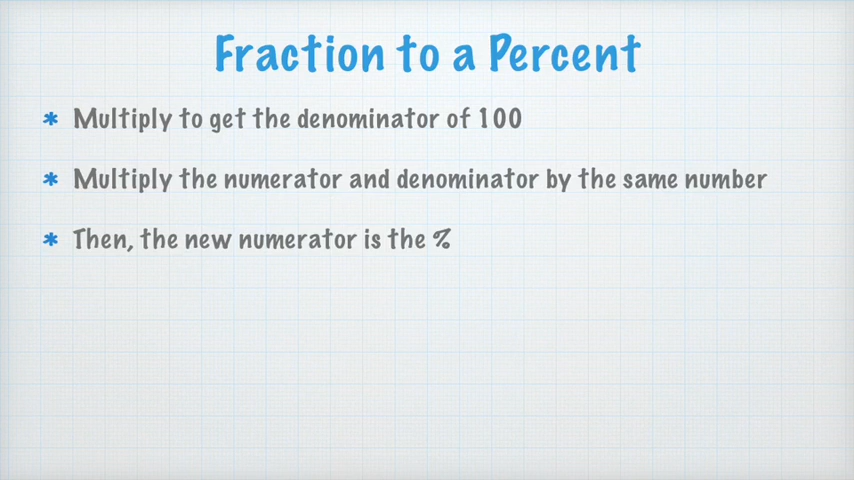 Fraction to a Percent
* Multiply to get the denominator of 100
* Multiply the numerator and denominator by the same number
* Then, the new numerator is the %